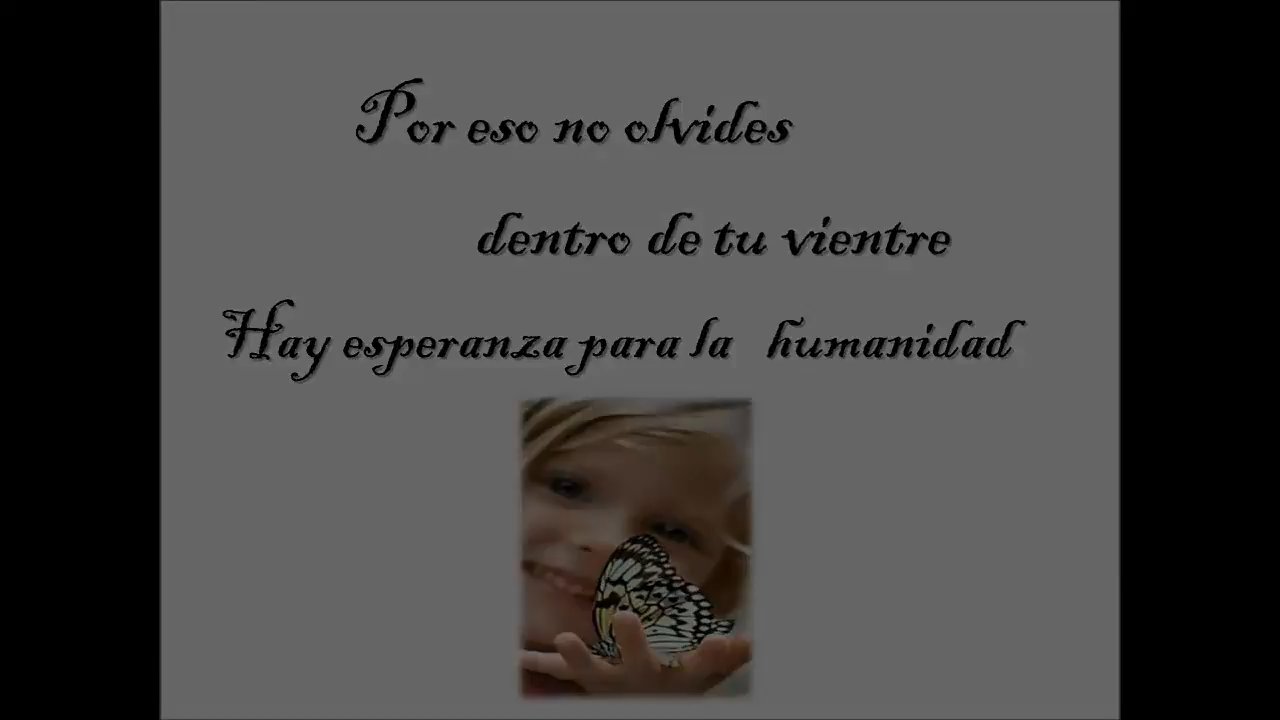 Por eso no olvides
dentro de tu vientre
Hay esperanza para la humanidad